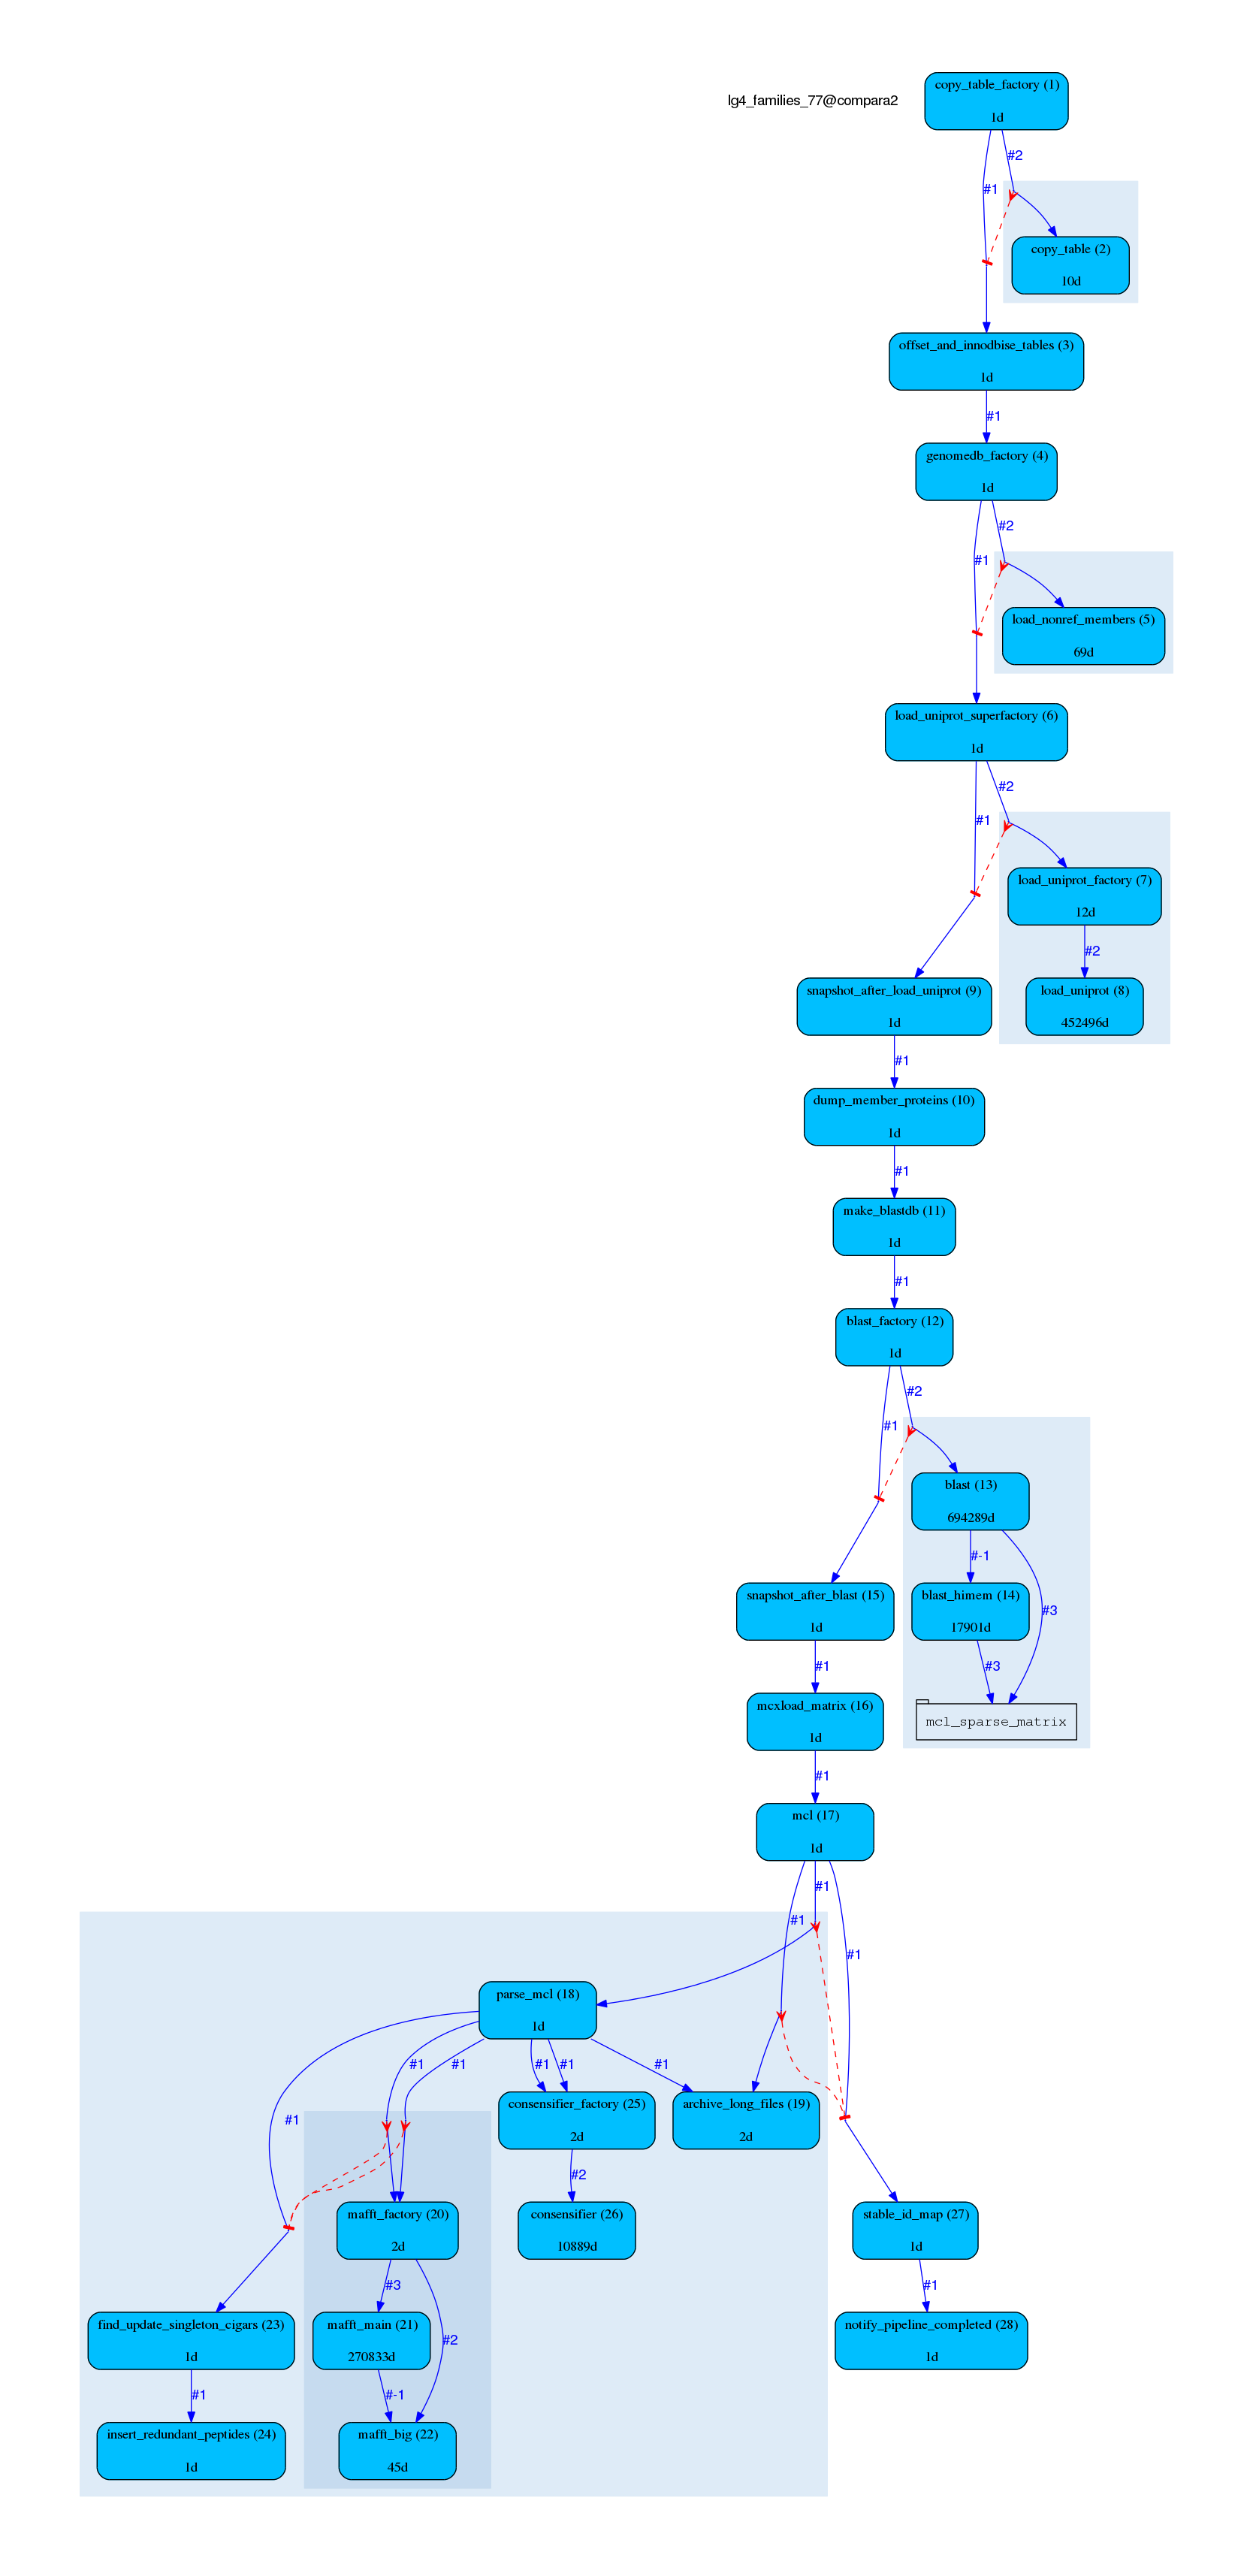 lg4_families_77@compara2
copy_table_factory (1)
1d
#2
#1
copy_table (2)
10d
offset_and_innodbise_tables (3)
1d
#1
genomedb_factory (4)
1d
#2
#1
load_nonref_members (5)
69d
load_uniprot_superfactory (6)
1d
#2
#1
load_uniprot_factory (7)
12d
#2
snapshot_after_load_uniprot (9)
1d
load_uniprot (8)
452496d
#1
dump_member_proteins (10)
1d
#1
make_blastdb (11)
1d
#1
blast_factory (12)
1d
#2
#1
blast (13)
694289d
#-1
snapshot_after_blast (15)
1d
blast_himem (14)
17901d
#3
#1
#3
mcxload_matrix (16)
1d
mcl_sparse_matrix
#1
mcl (17)
1d
#1
#1
#1
parse_mcl (18)
1d
#1
#1
#1
#1
#1
#1
consensifier_factory (25)
2d
archive_long_files (19)
2d
#2
mafft_factory (20)
2d
consensifier (26)
10889d
stable_id_map (27)
1d
#3
#1
find_update_singleton_cigars (23)
1d
mafft_main (21)
270833d
#2
notify_pipeline_completed (28)
1d
#1
#-1
insert_redundant_peptides (24)
1d
mafft_big (22)
45d